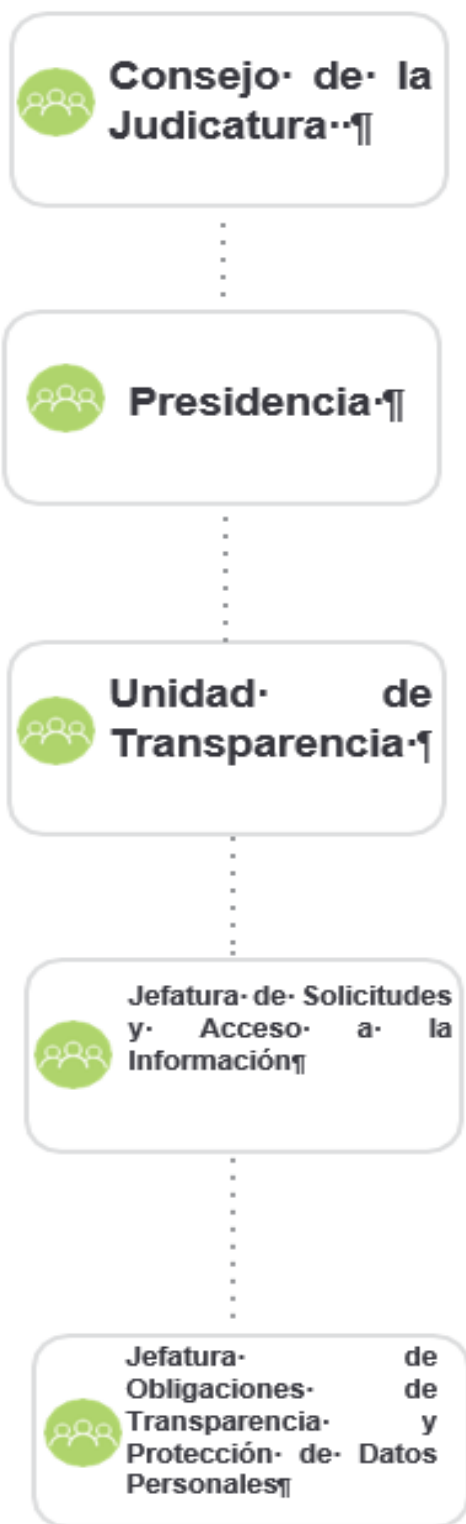 Consejo· de· la
Judicatura··¶
Presidencia·¶
Unidad· de
Transparencia·¶
Jefatura· de· Solicitudes
y· Acceso· a· la
Información¶
Jefatura· de
Obligaciones· de
Transparencia· y
Protección· de· Datos
Personales¶